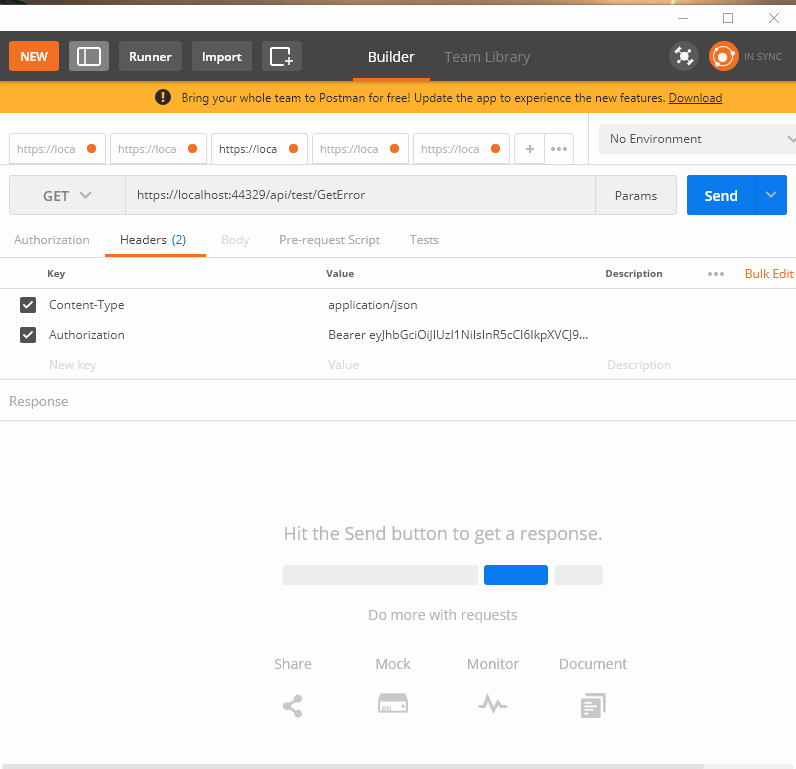 NEW Runner Import Builder Team Library IN SYNC
Bring your whole team to Postman for free! Update the app to experience the new features. Download
https://loca https://loca https://loca https://loca https://loca + ••• No Environment
GET https://localhost:44329/api/test/GetError Params Send
Authorization Headers (2) Body Pre-request Script Tests
Key Value Description ••• Bulk Edit
Content-Type application/json
Authorization Bearer eyJhbGciOiJIUzI1NiIsInR5cCI6IkpXVCJ9...
New key Value Description
Response
Hit the Send button to get a response.
Do more with requests
Share Mock Monitor Document